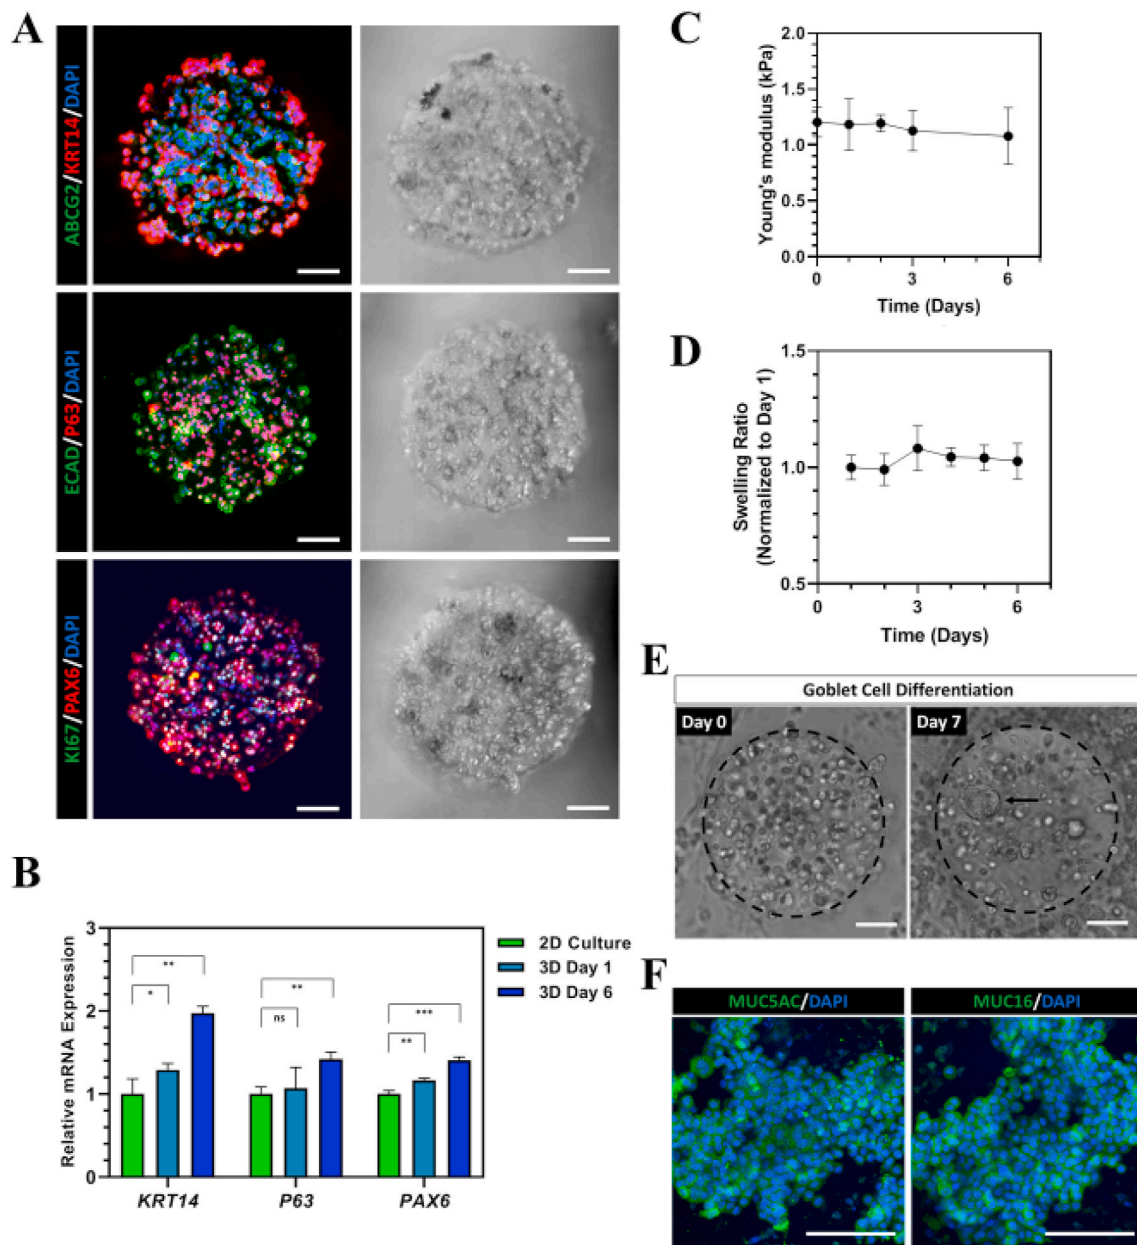 A
ABCG2/KRT14/DAPI
ECAD/P63/DAPI
KI67/PAX6/DAPI
B
Relative mRNA Expression
3
2
1
0
**
*
**
ns
***
**
KRT14
P63
PAX6
2D Culture
3D Day 1
3D Day 6
C
Young's modulus (kPa)
2.0
1.5
1.0
0.5
0.0
0
3
6
Time (Days)
D
Swelling Ratio
(Normalized to Day 1)
1.5
1.0
0.5
0
3
6
Time (Days)
E
Goblet Cell Differentiation
Day 0
Day 7
F
MUC5AC/DAPI
MUC16/DAPI